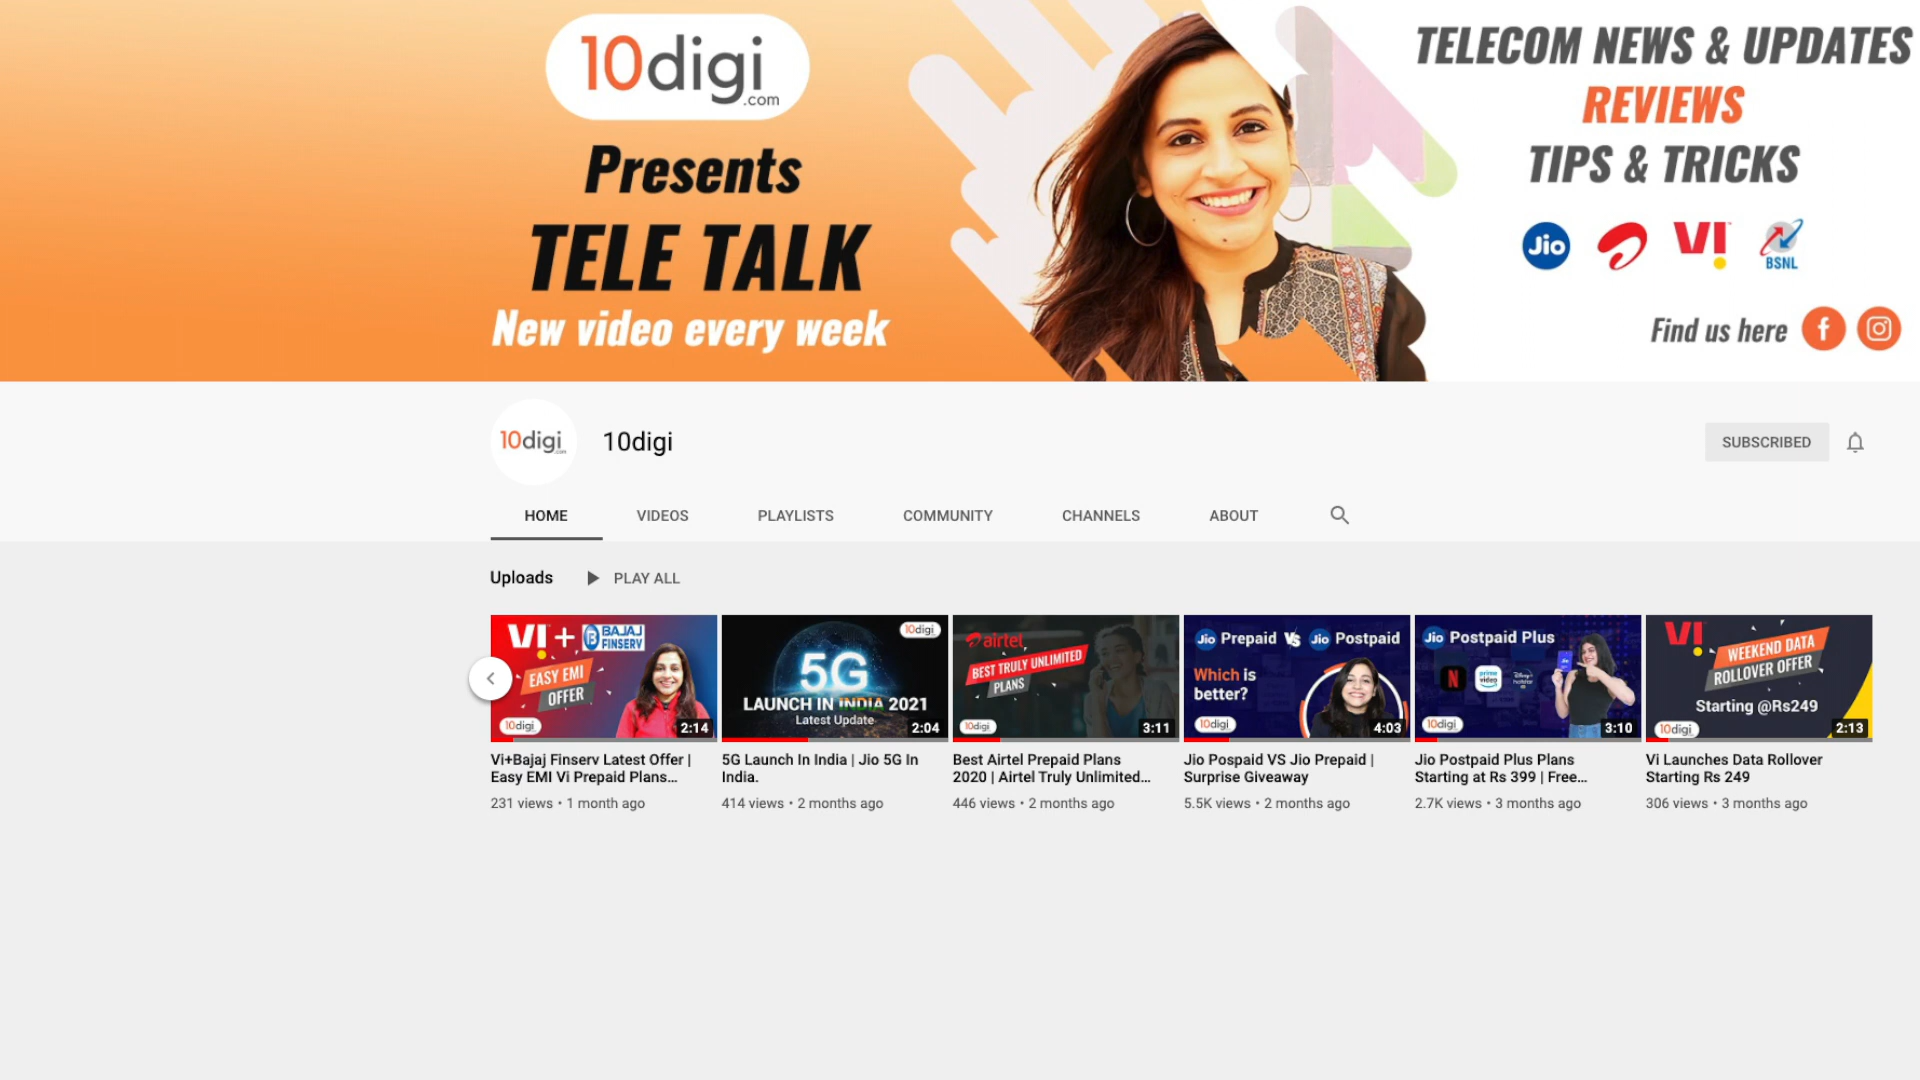 10digi
.com
Presents
TELE TALK
New video every week
TELECOM NEWS & UPDATES
REVIEWS
TIPS & TRICKS
Jio
VI
BSNL
Find us here
10digi
.com
10digi
SUBSCRIBED
HOME
VIDEOS
PLAYLISTS
COMMUNITY
CHANNELS
ABOUT
Uploads
PLAY ALL
VI + B BAJAJ
FINSERV
EASY EMI
OFFER
10digi
2:14
Vi+Bajaj Finserv Latest Offer |
Easy EMI Vi Prepaid Plans...
231 views • 1 month ago
10digi
5G
LAUNCH IN INDIA 2021
Latest Update
2:04
5G Launch In India | Jio 5G In
India.
414 views • 2 months ago
airtel
BEST TRULY UNLIMITED
PLANS
10digi
3:11
Best Airtel Prepaid Plans
2020 | Airtel Truly Unlimited...
446 views • 2 months ago
Jio Prepaid VS Jio Postpaid
Which is
better?
10digi
4:03
Jio Pospaid VS Jio Prepaid |
Surprise Giveaway
5.5K views • 2 months ago
Jio Postpaid Plus
N
prime
video
Disney+
hotstar
10digi
3:10
Jio Postpaid Plus Plans
Starting at Rs 399 | Free...
2.7K views • 3 months ago
VI
WEEKEND DATA
ROLLOVER OFFER
Starting @Rs249
10digi
2:13
Vi Launches Data Rollover
Starting Rs 249
306 views • 3 months ago